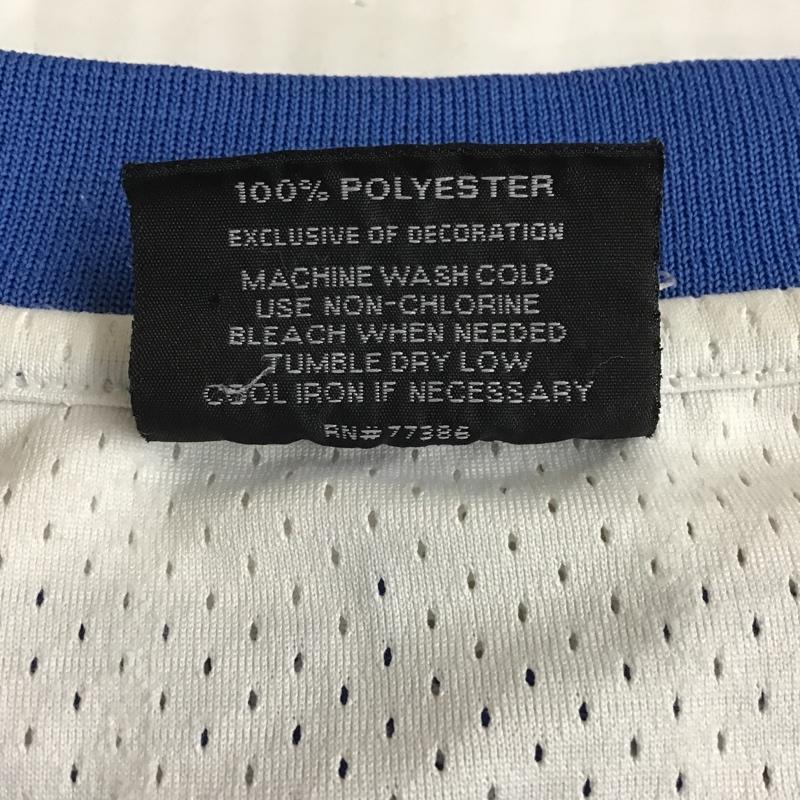 100% POLYESTER
EXCLUSIVE OF DECORATION
MACHINE WASH COLD
USE NON-CHLORINE
BLEACH WHEN NEEDED
TUMBLE DRY LOW
COOL IRON IF NECESSARY
RN# 77386